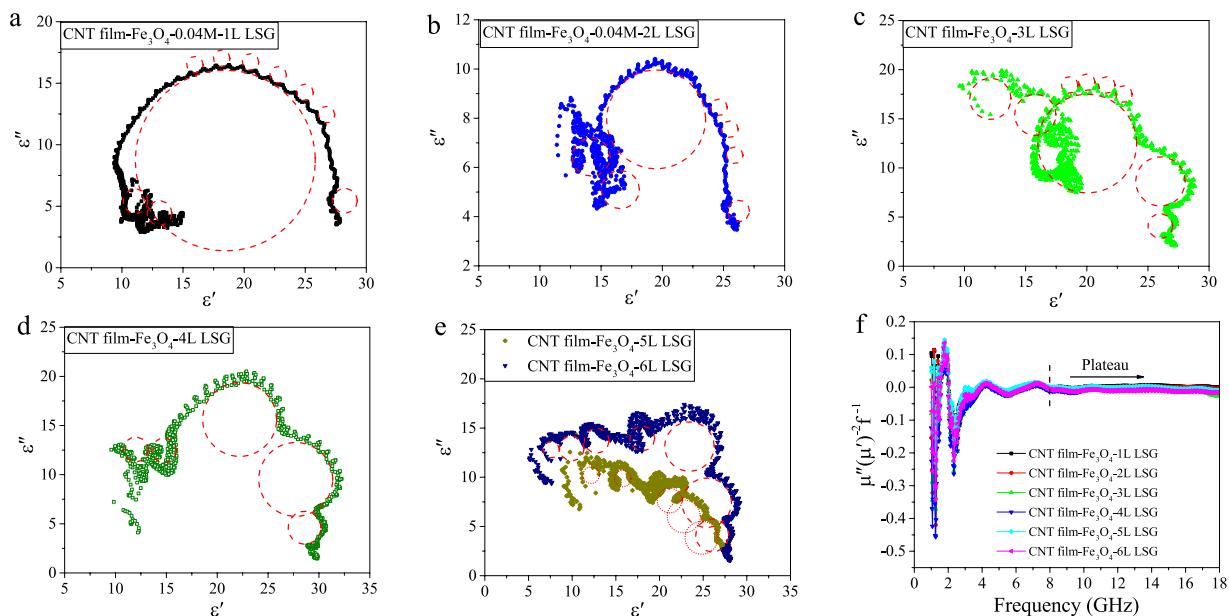 a
CNT film-Fe₃O₄-0.04M-1L LSG
20
15
10
5
0
ε″
5 10 15 20 25 30
ε′
b
CNT film-Fe₃O₄-0.04M-2L LSG
12
10
8
6
4
2
ε″
5 10 15 20 25 30
ε′
c
CNT film-Fe₃O₄-3L LSG
25
20
15
10
5
0
ε″
5 10 15 20 25 30
ε′
d
CNT film-Fe₃O₄-4L LSG
25
20
15
10
5
0
ε″
5 10 15 20 25 30 35
ε′
e
CNT film-Fe₃O₄-5L LSG
CNT film-Fe₃O₄-6L LSG
25
20
15
10
5
0
ε″
0 5 10 15 20 25 30 35
ε′
f
0.2
0.1
0.0
-0.1
-0.2
-0.3
-0.4
-0.5
μ″(μ′)⁻²f⁻¹
Plateau
CNT film-Fe₃O₄-1L LSG
CNT film-Fe₃O₄-2L LSG
CNT film-Fe₃O₄-3L LSG
CNT film-Fe₃O₄-4L LSG
CNT film-Fe₃O₄-5L LSG
CNT film-Fe₃O₄-6L LSG
0 2 4 6 8 10 12 14 16 18
Frequency (GHz)